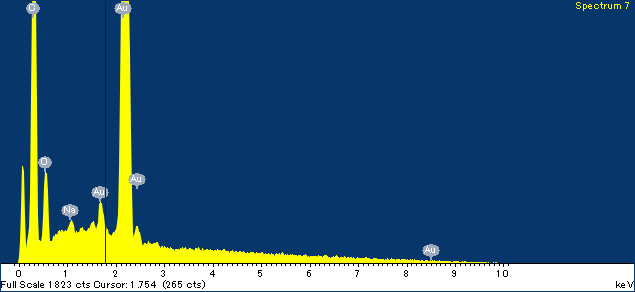 Spectrum 7
C
Au
O
Au
Au
Na
Au
0 1 2 3 4 5 6 7 8 9 10
Full Scale 1823 cts Cursor: 1.754 (265 cts)
keV